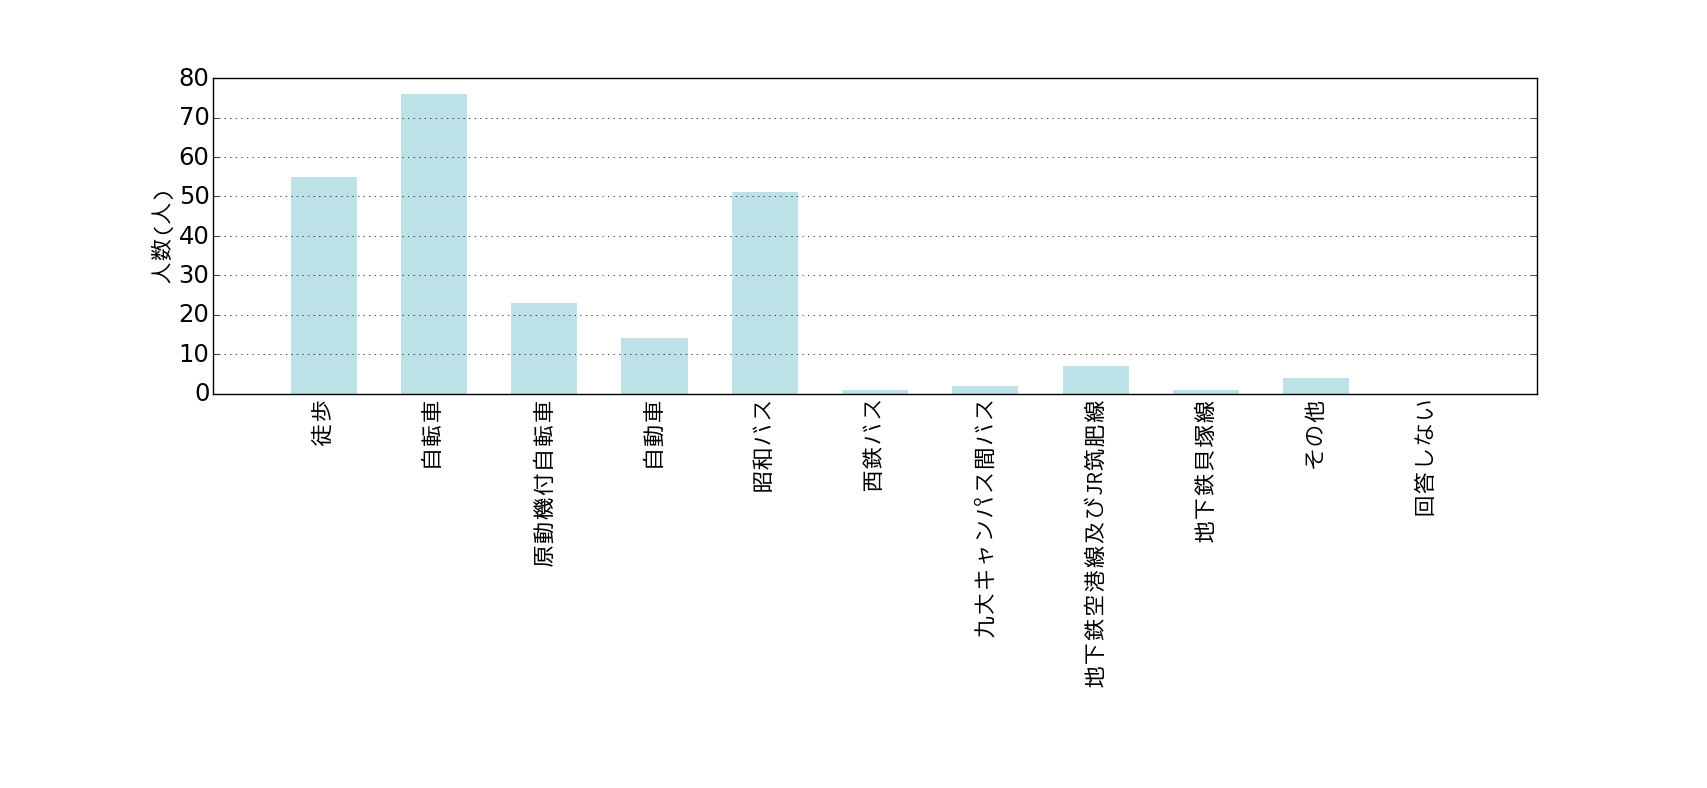 80
70
60
50
40
30
20
10
0
人数(人)
徒歩
自転車
原動機付自転車
自動車
昭和バス
西鉄バス
九大キャンパス間バス
地下鉄空港線及びJR筑肥線
地下鉄貝塚線
その他
回答しない